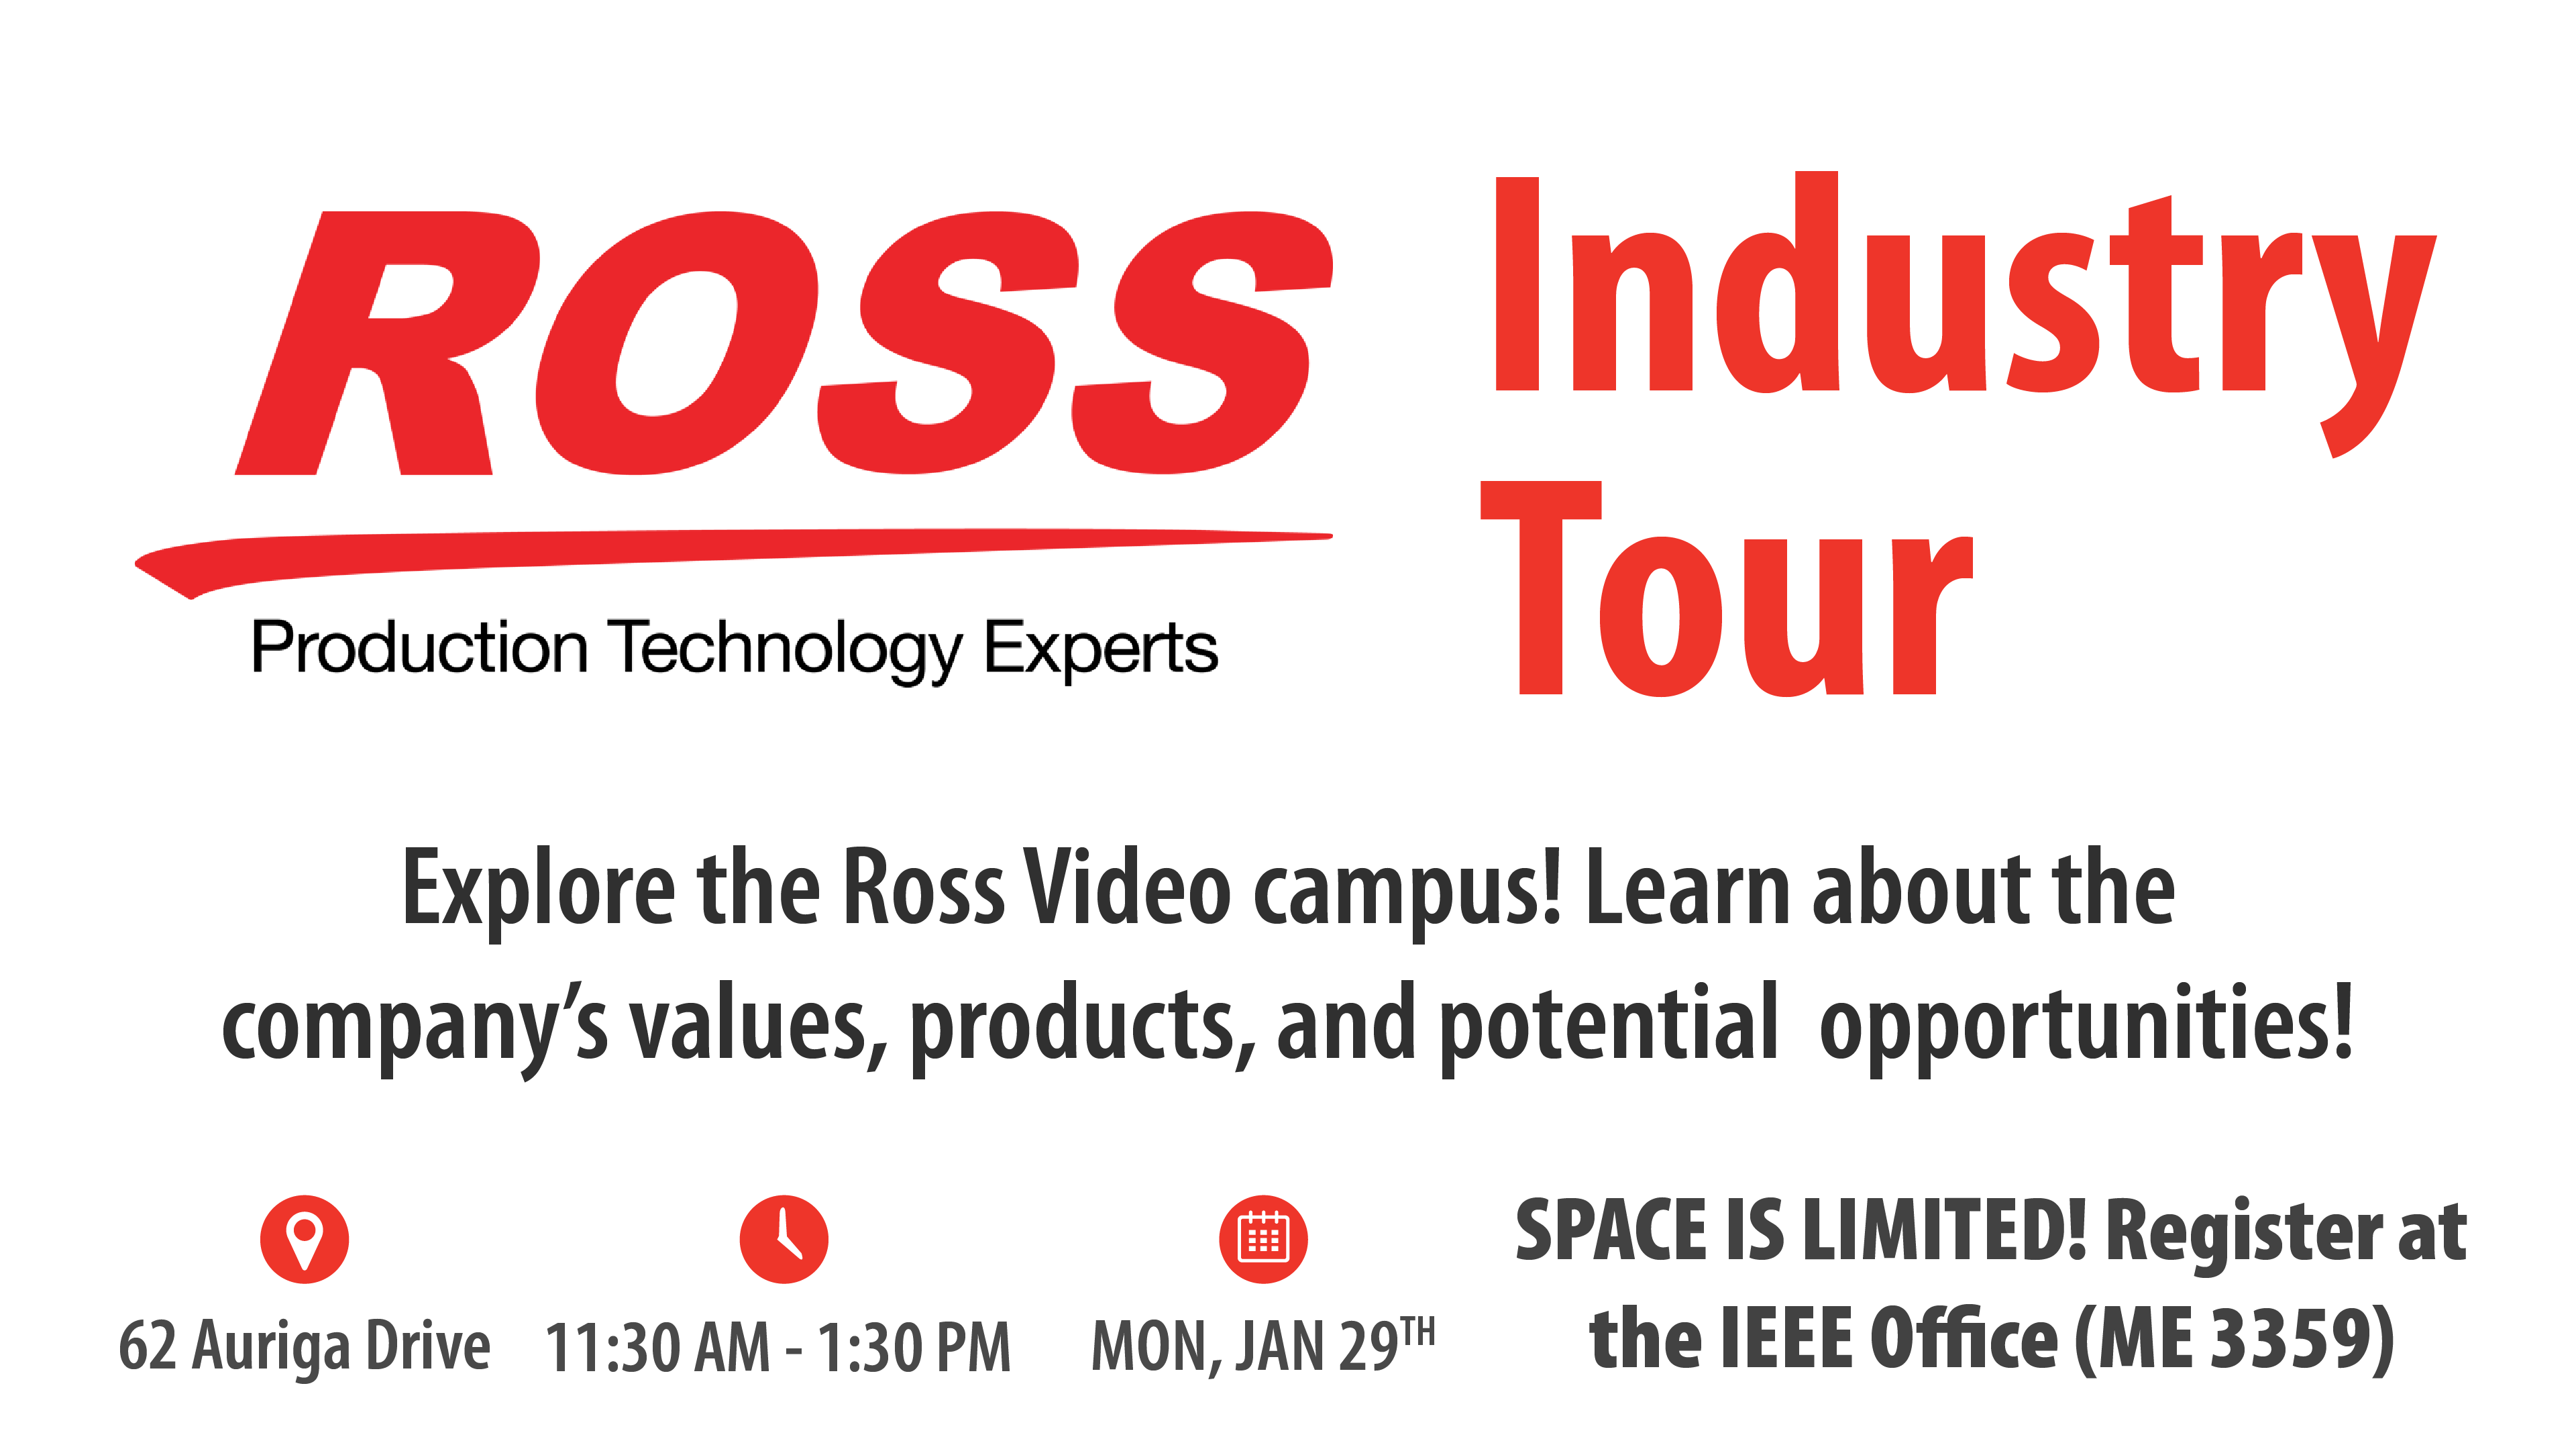 ROSS
Production Technology Experts
Industry
Tour
Explore the Ross Video campus! Learn about the
company’s values, products, and potential  opportunities!
62 Auriga Drive
11:30 AM - 1:30 PM
MON, JAN 29TH
SPACE IS LIMITED! Register at
the IEEE Office (ME 3359)